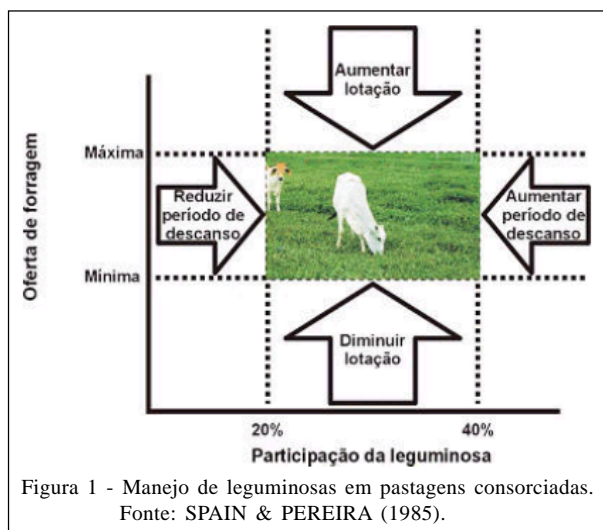 Aumentar
lotação
Oferta de forragem
Máxima
Reduzir
período de
descanso
Aumentar
período de
descanso
Mínima
Diminuir
lotação
20%
40%
Participação da leguminosa
Figura 1 - Manejo de leguminosas em pastagens consorciadas.
Fonte: SPAIN & PEREIRA (1985).